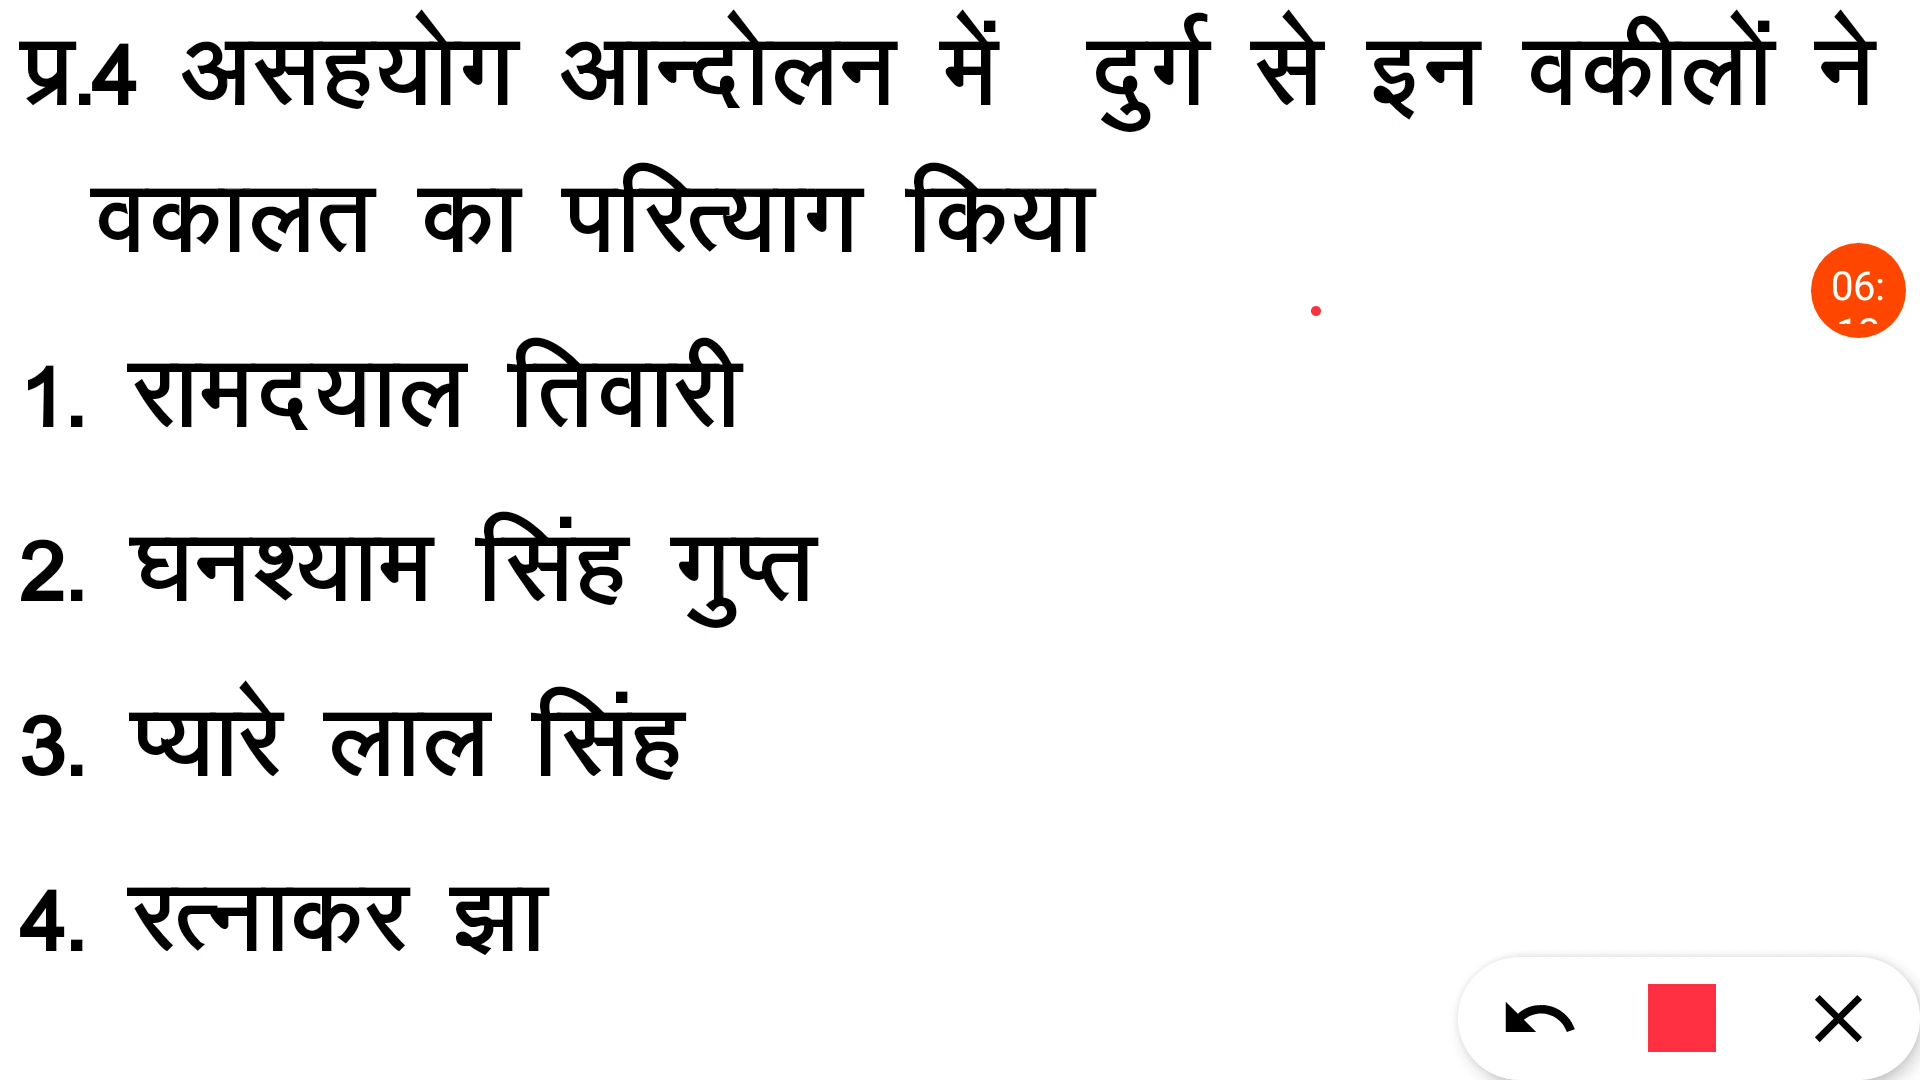 प्र.4 असहयोग आन्दोलन में दुर्ग से इन वकीलों ने
वकालत का परित्याग किया
06:
1. रामदयाल तिवारी
2. घनश्याम सिंह गुप्त
3. प्यारे लाल सिंह
4. रत्नाकर झा